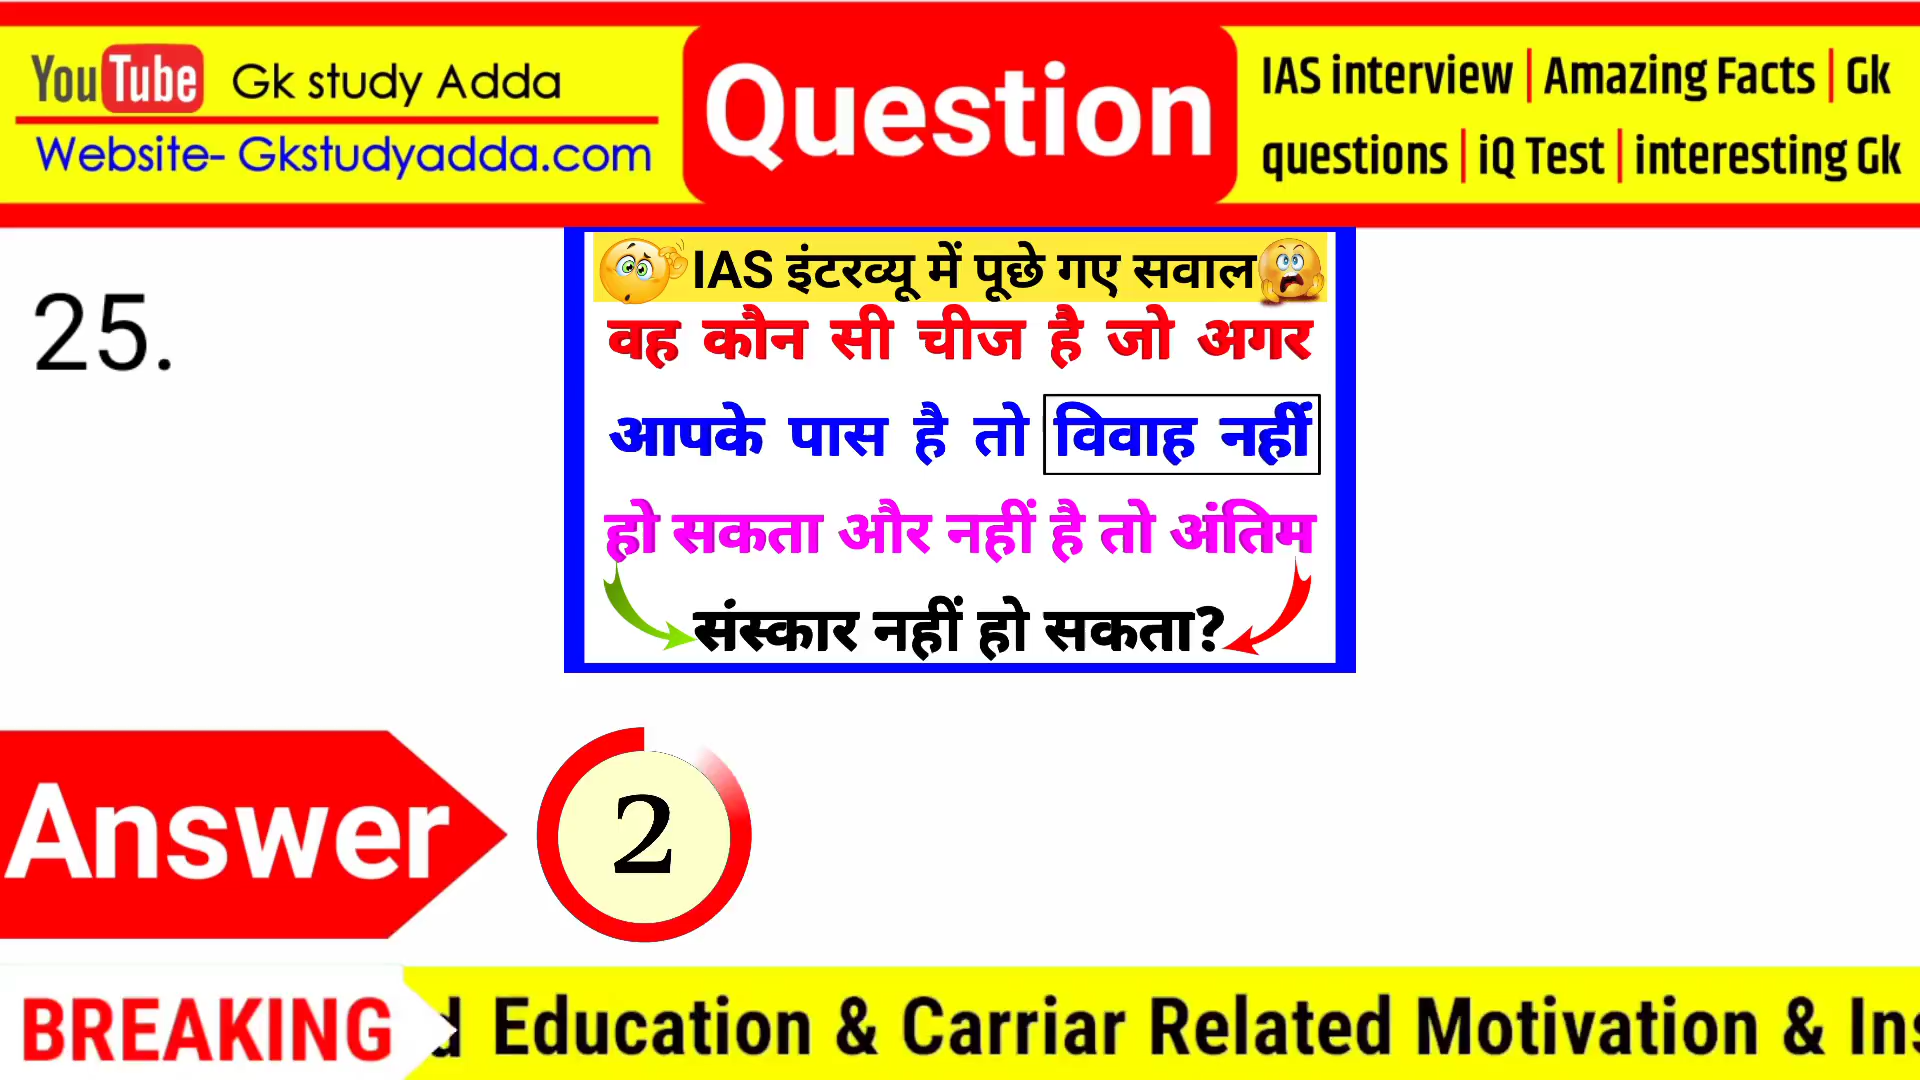 YouTube Gk study Adda
Website- Gkstudyadda.com
Question
IAS interview | Amazing Facts | Gk
questions | iQ Test | interesting Gk
25.
IAS इंटरव्यू में पूछे गए सवाल
वह कौन सी चीज है जो अगर
आपके पास है तो विवाह नहीं
हो सकता और नहीं है तो अंतिम
संस्कार नहीं हो सकता?
Answer
2
BREAKING
d Education & Carriar Related Motivation & Ins